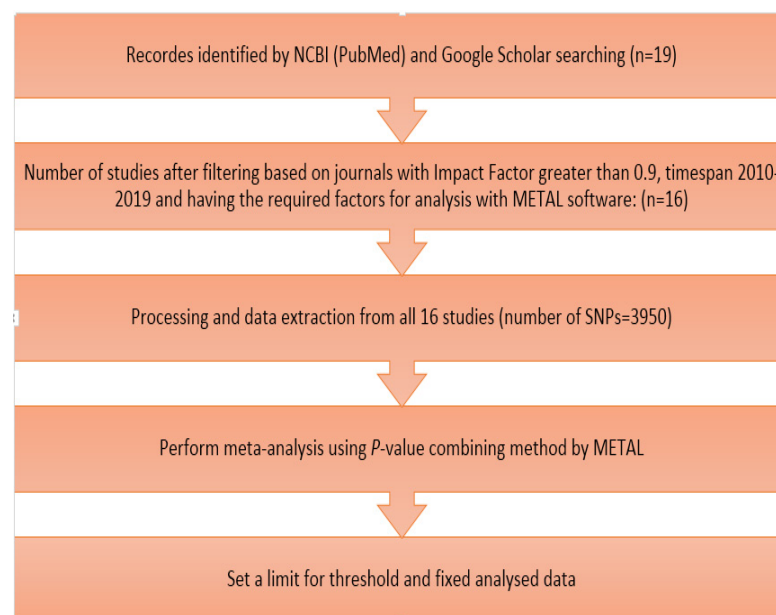 Recordes identified by NCBI (PubMed) and Google Scholar searching (n=19)
Number of studies after filtering based on journals with Impact Factor greater than 0.9, timespan 2010-
2019 and having the required factors for analysis with METAL software: (n=16)
Processing and data extraction from all 16 studies (number of SNPs=3950)
Perform meta-analysis using P-value combining method by METAL
Set a limit for threshold and fixed analysed data